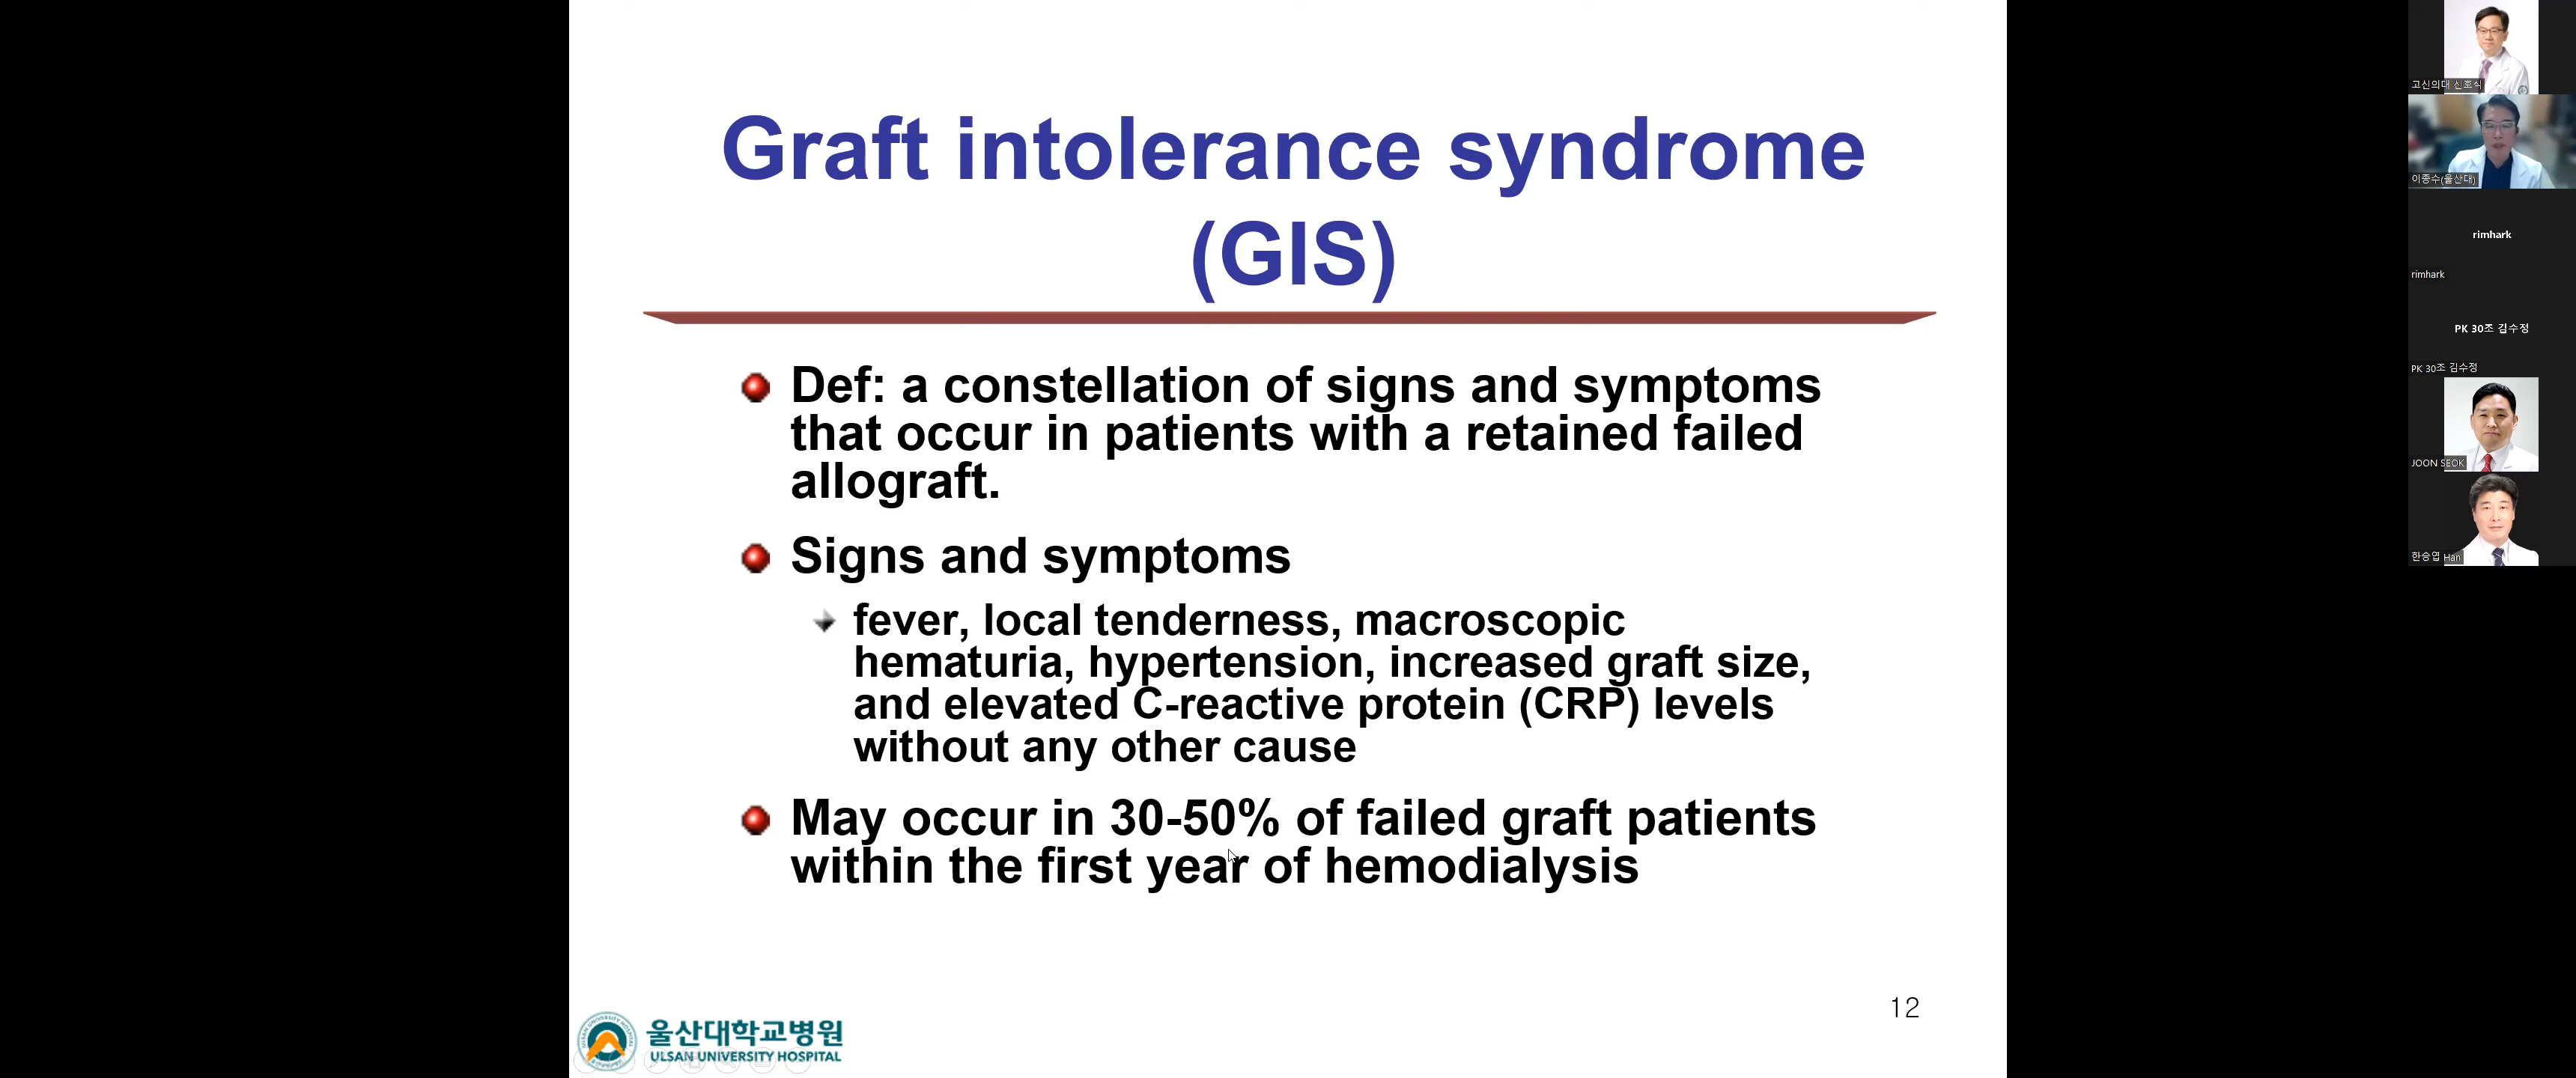 Graft intolerance syndrome
(GIS)
Def: a constellation of signs and symptoms
that occur in patients with a retained failed
allograft.
Signs and symptoms
fever, local tenderness, macroscopic
hematuria, hypertension, increased graft size,
and elevated C-reactive protein (CRP) levels
without any other cause
May occur in 30-50% of failed graft patients
within the first year of hemodialysis
12
울산대학교병원
ULSAN UNIVERSITY HOSPITAL
고신의대 신호식
이종수(울산대)
rimhark
rimhark
PK 30조 김수정
PK 30조 김수정
JOON SEOK
한승엽 Han